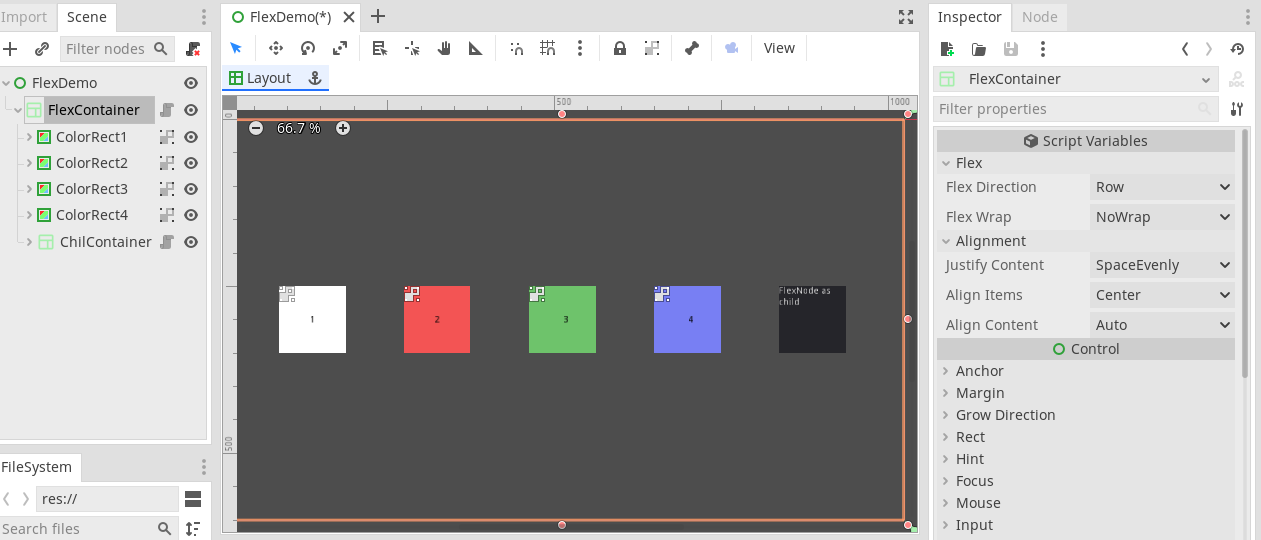 Import
Scene
Filter nodes
FlexDemo
FlexContainer
ColorRect1
ColorRect2
ColorRect3
ColorRect4
ChilContainer
FileSystem
res://
Search files
FlexDemo(*)
View
Layout
500
1000
0
66.7 %
500
1
2
3
4
FlexNode as
child
Inspector
Node
FlexContainer
DOC
Filter properties
Script Variables
Flex
Flex Direction Row
Flex Wrap NoWrap
Alignment
Justify Content SpaceEvenly
Align Items Center
Align Content Auto
Control
Anchor
Margin
Grow Direction
Rect
Hint
Focus
Mouse
Input